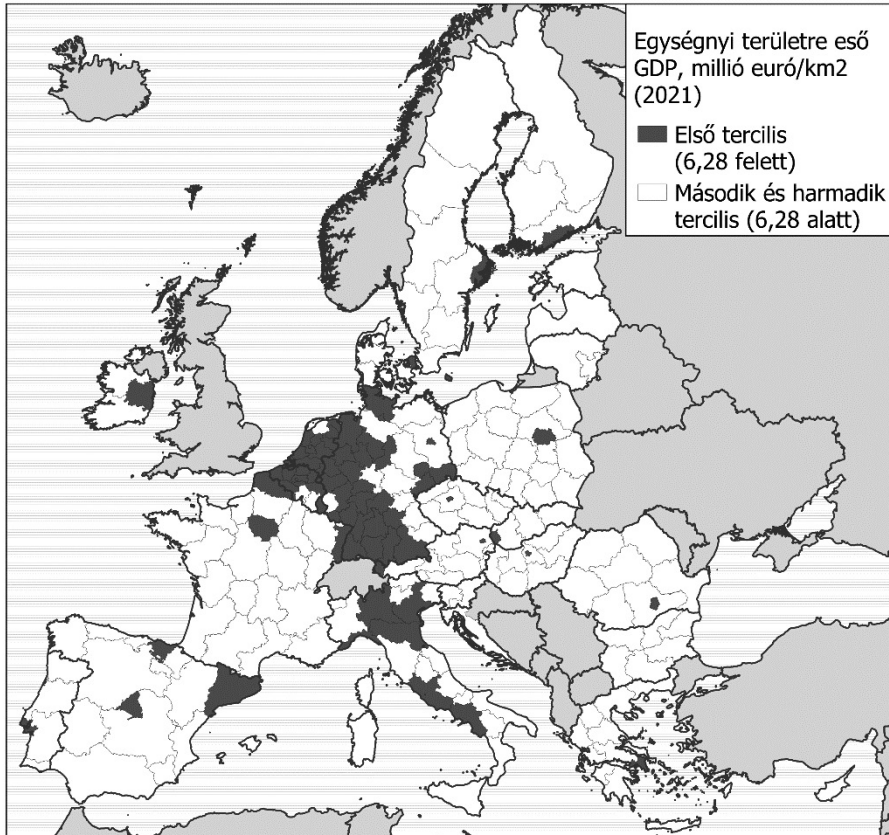 Egységnyi területre eső
GDP, millió euró/km2
(2021)
Első tercilis
(6,28 felett)
Második és harmadik
tercilis (6,28 alatt)